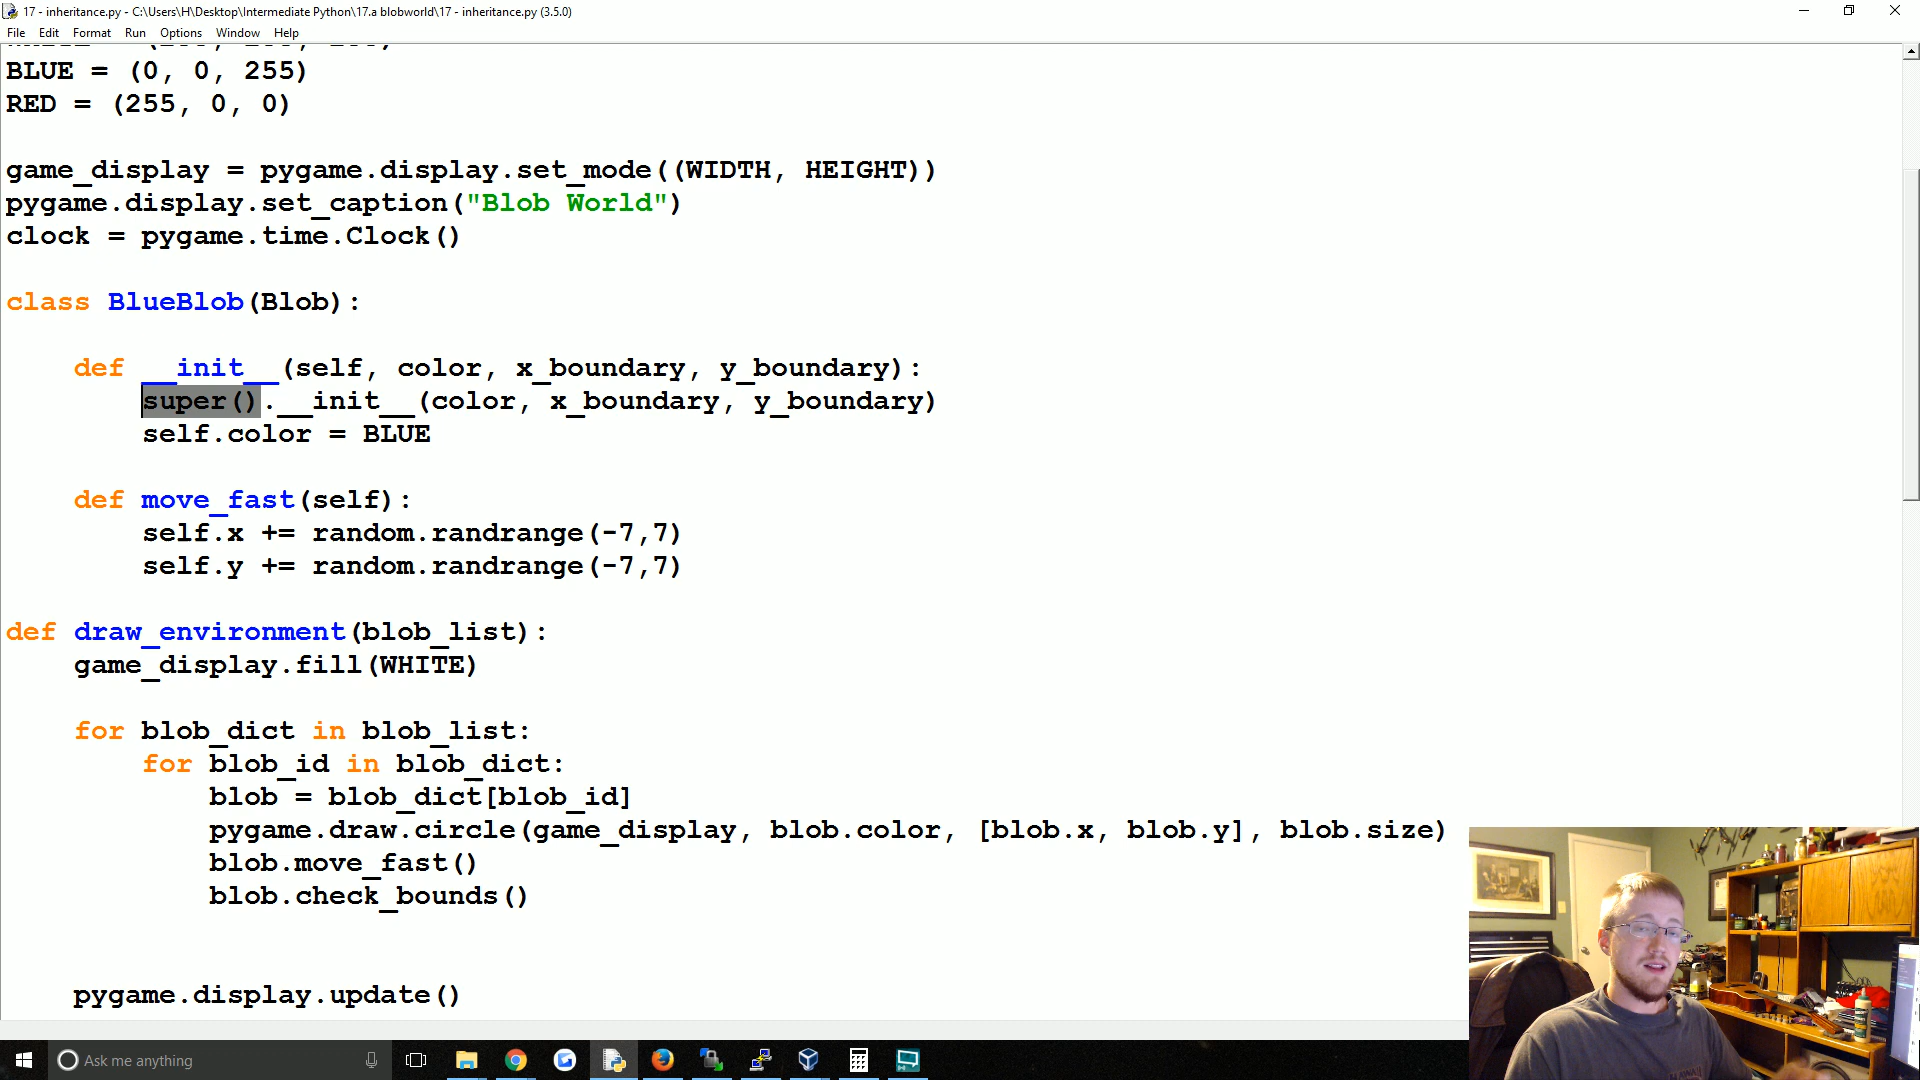 17 - inheritance.py - C:\Users\H\Desktop\Intermediate Python\17.a blobworld\17 - inheritance.py (3.5.0)
File Edit Format Run Options Window Help
BLUE = (0, 0, 255)
RED = (255, 0, 0)
game_display = pygame.display.set_mode((WIDTH, HEIGHT))
pygame.display.set_caption("Blob World")
clock = pygame.time.Clock()
class BlueBlob(Blob):
def __init__(self, color, x_boundary, y_boundary):
super().__init__(color, x_boundary, y_boundary)
self.color = BLUE
def move_fast(self):
self.x += random.randrange(-7,7)
self.y += random.randrange(-7,7)
def draw_environment(blob_list):
game_display.fill(WHITE)
for blob_dict in blob_list:
for blob_id in blob_dict:
blob = blob_dict[blob_id]
pygame.draw.circle(game_display, blob.color, [blob.x, blob.y], blob.size)
blob.move_fast()
blob.check_bounds()
pygame.display.update()
Ask me anything